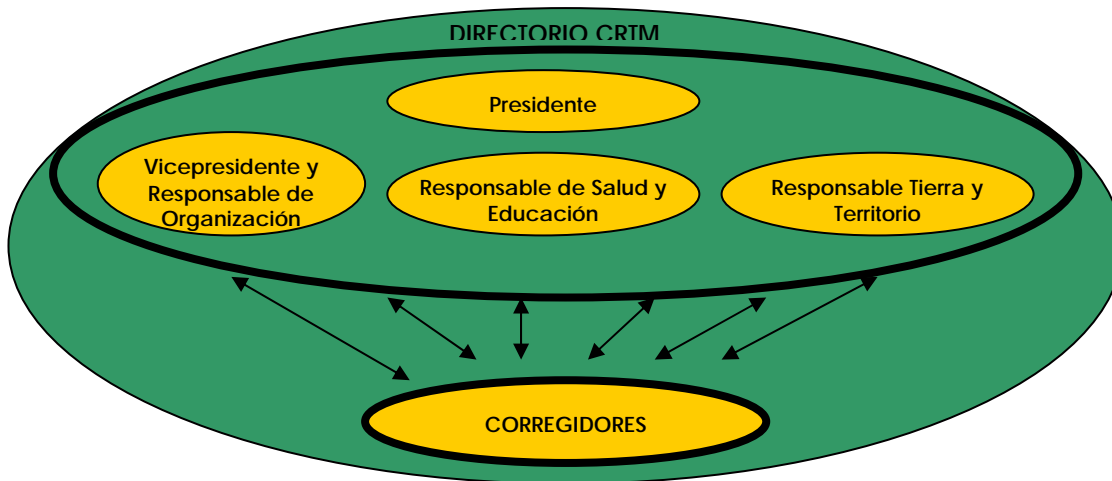 DIRECTORIO CRTM
Presidente
Vicepresidente y
Responsable de
Organización
Responsable de Salud y
Educación
Responsable Tierra y
Territorio
CORREGIDORES